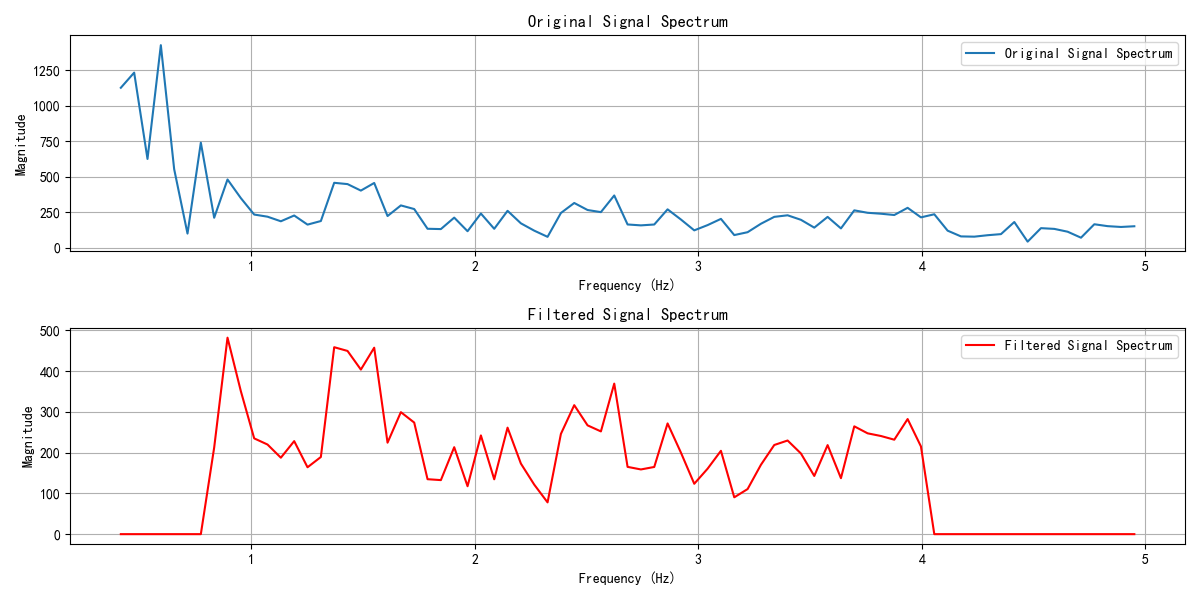 Original Signal Spectrum
Original Signal Spectrum
Magnitude
1250
1000
750
500
250
0
1 2 3 4 5
Frequency (Hz)
Filtered Signal Spectrum
Filtered Signal Spectrum
Magnitude
500
400
300
200
100
0
1 2 3 4 5
Frequency (Hz)